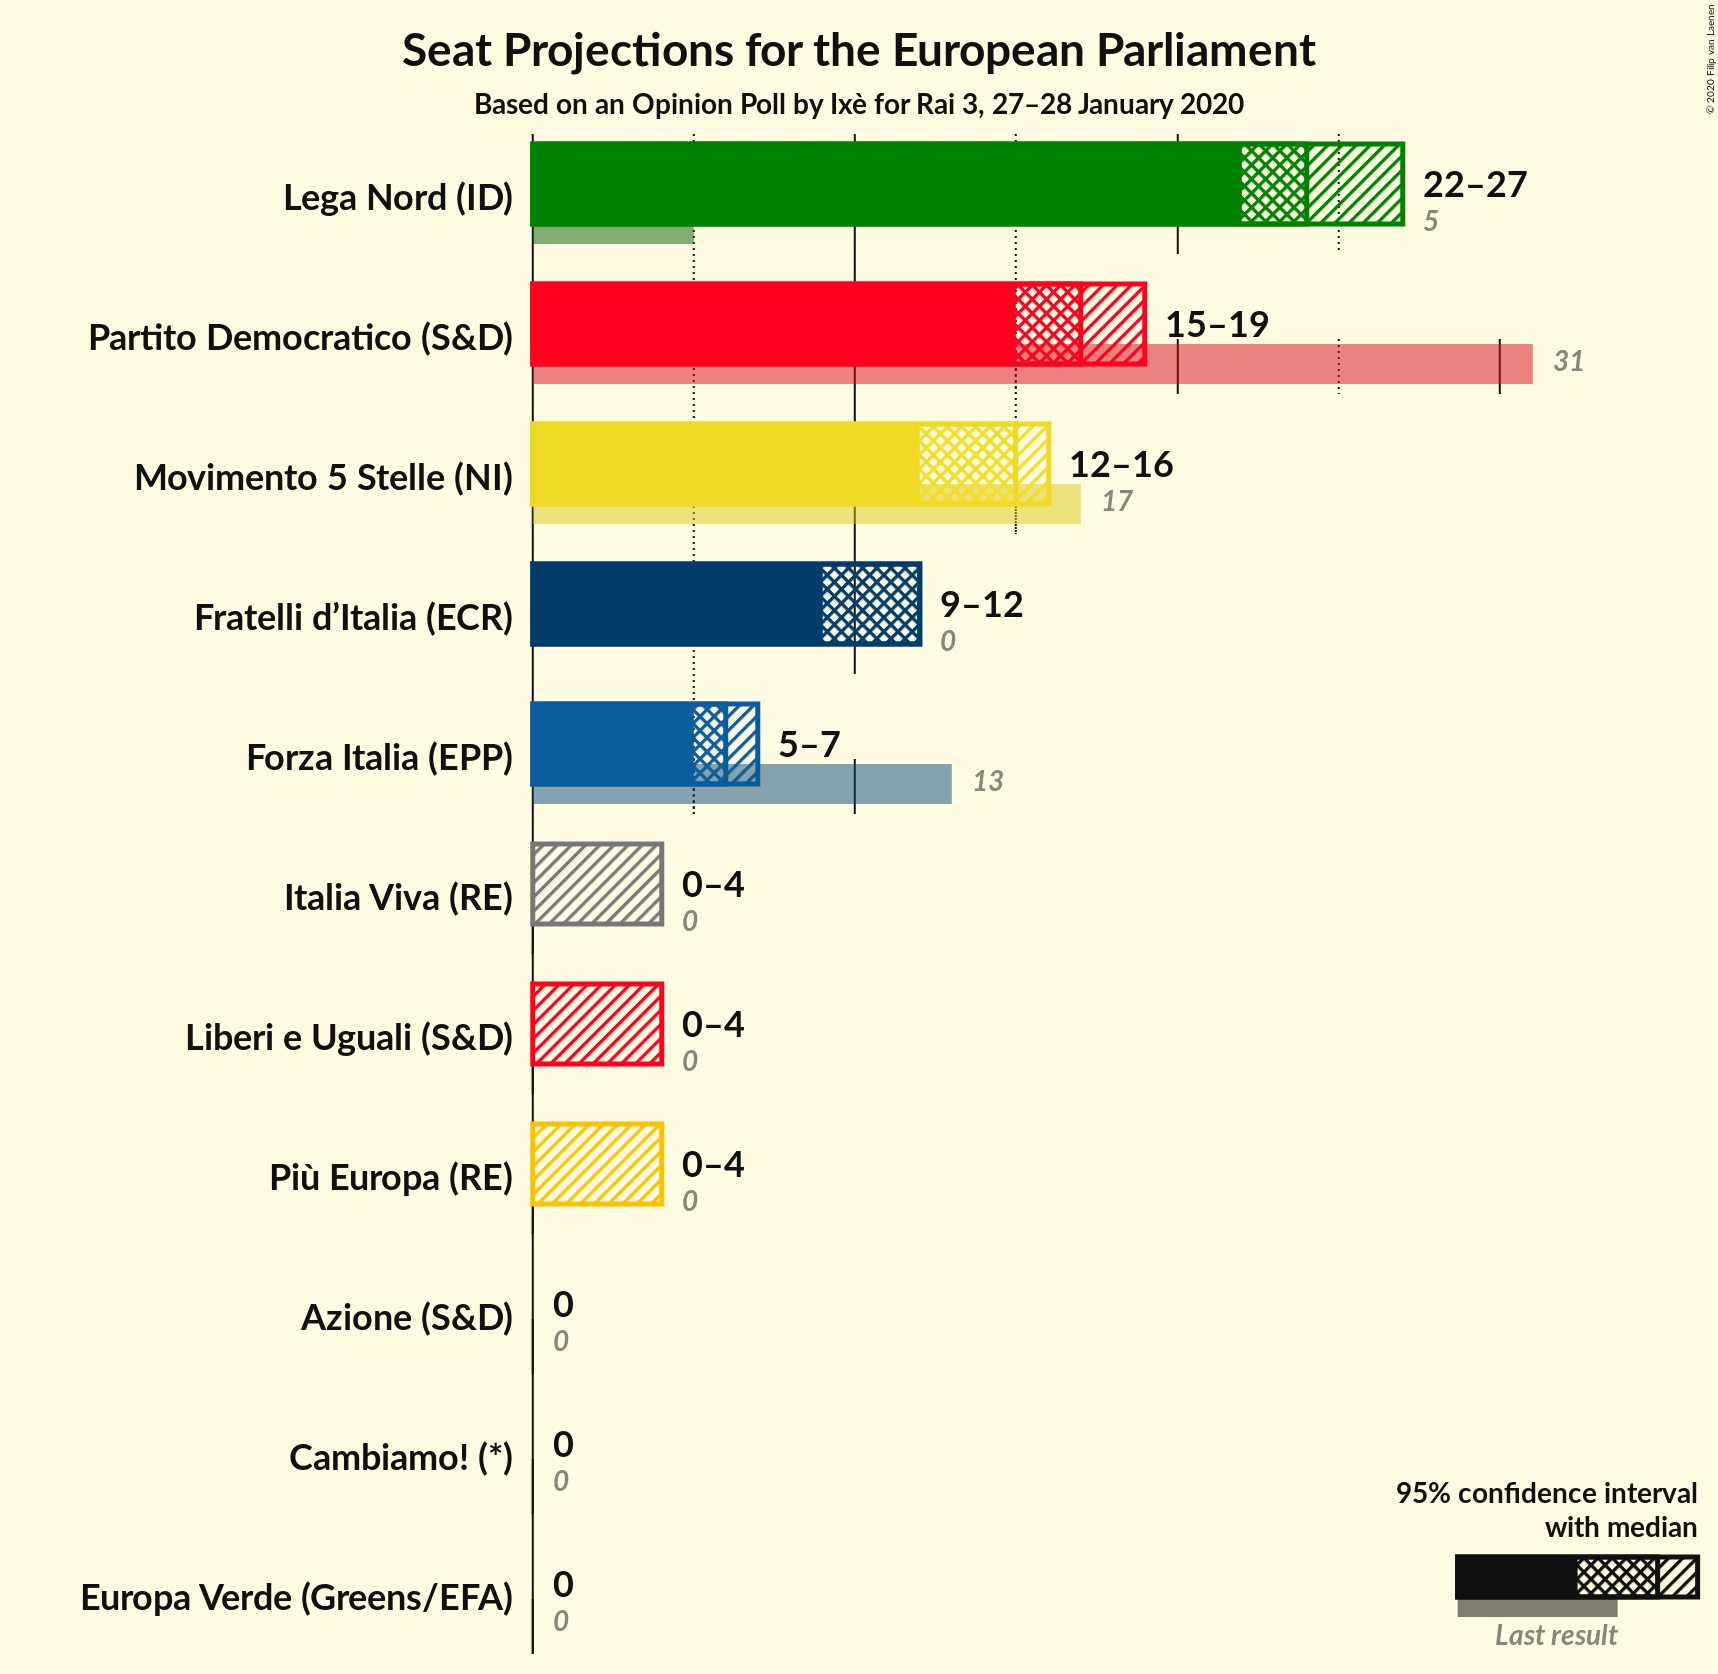 Seat Projections for the European Parliament
Based on an Opinion Poll by Ixè for Rai 3, 27–28 January 2020
© 2020 Filip van Laenen
Lega Nord (ID)
22–27
5
Partito Democratico (S&D)
15–19
31
Movimento 5 Stelle (NI)
12–16
17
Fratelli d’Italia (ECR)
9–12
0
Forza Italia (EPP)
5–7
13
Italia Viva (RE)
0–4
0
Liberi e Uguali (S&D)
0–4
0
Più Europa (RE)
0–4
0
Azione (S&D)
0
0
Cambiamo! (*)
0
0
Europa Verde (Greens/EFA)
0
0
95% confidence interval
with median
Last result